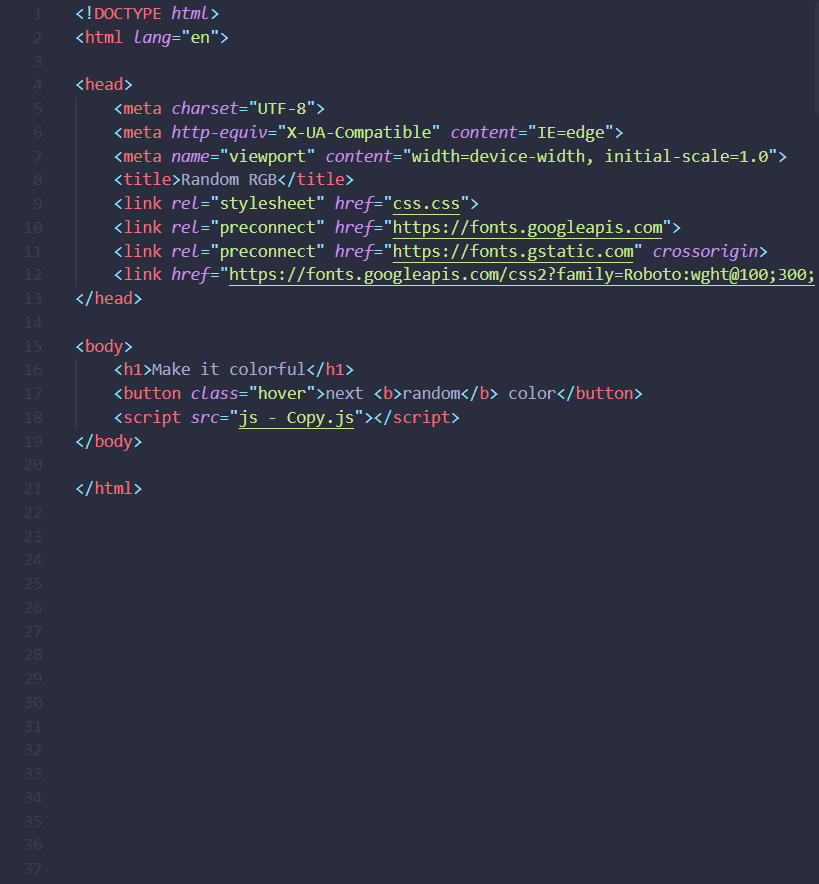 1 <!DOCTYPE html>
2 <html lang="en">
3
4 <head>
5 <meta charset="UTF-8">
6 <meta http-equiv="X-UA-Compatible" content="IE=edge">
7 <meta name="viewport" content="width=device-width, initial-scale=1.0">
8 <title>Random RGB</title>
9 <link rel="stylesheet" href="css.css">
10 <link rel="preconnect" href="https://fonts.googleapis.com">
11 <link rel="preconnect" href="https://fonts.gstatic.com" crossorigin>
12 <link href="https://fonts.googleapis.com/css2?family=Roboto:wght@100;300;
13 </head>
14
15 <body>
16 <h1>Make it colorful</h1>
17 <button class="hover">next <b>random</b> color</button>
18 <script src="js - Copy.js"></script>
19 </body>
20
21 </html>
22
23
24
25
26
27
28
29
30
31
32
33
34
35
36
37